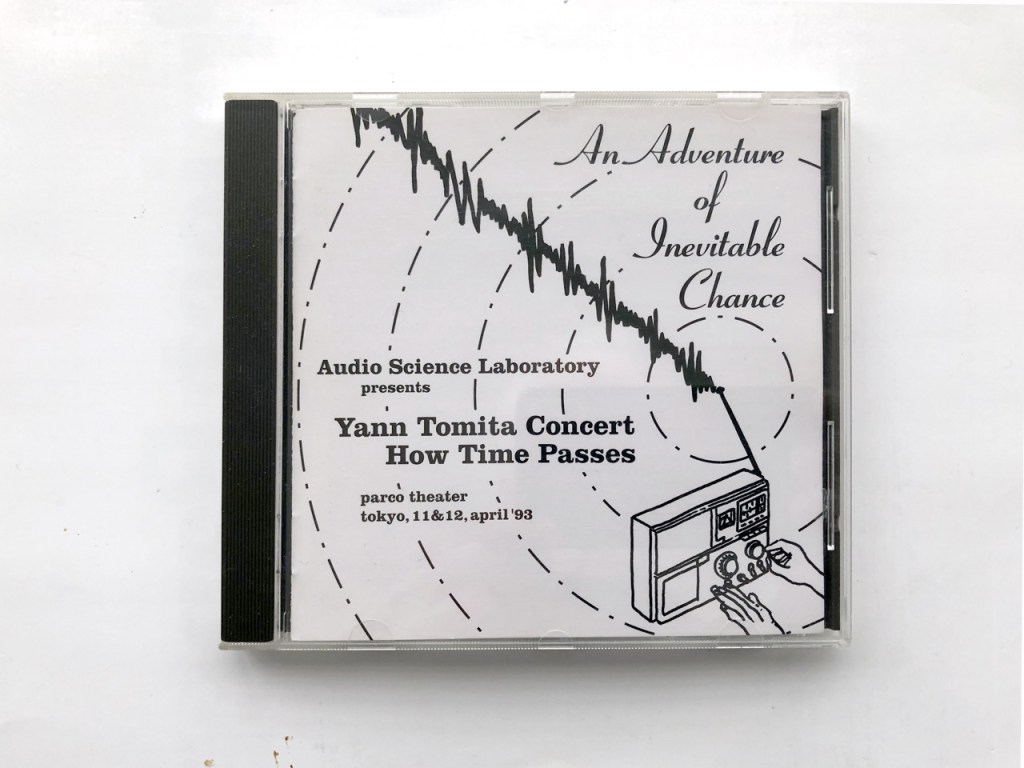 An Adventure
of
Inevitable
Chance
Audio Science Laboratory
presents
Yann Tomita Concert
How Time Passes
parco theater
tokyo, 11&12, april '93